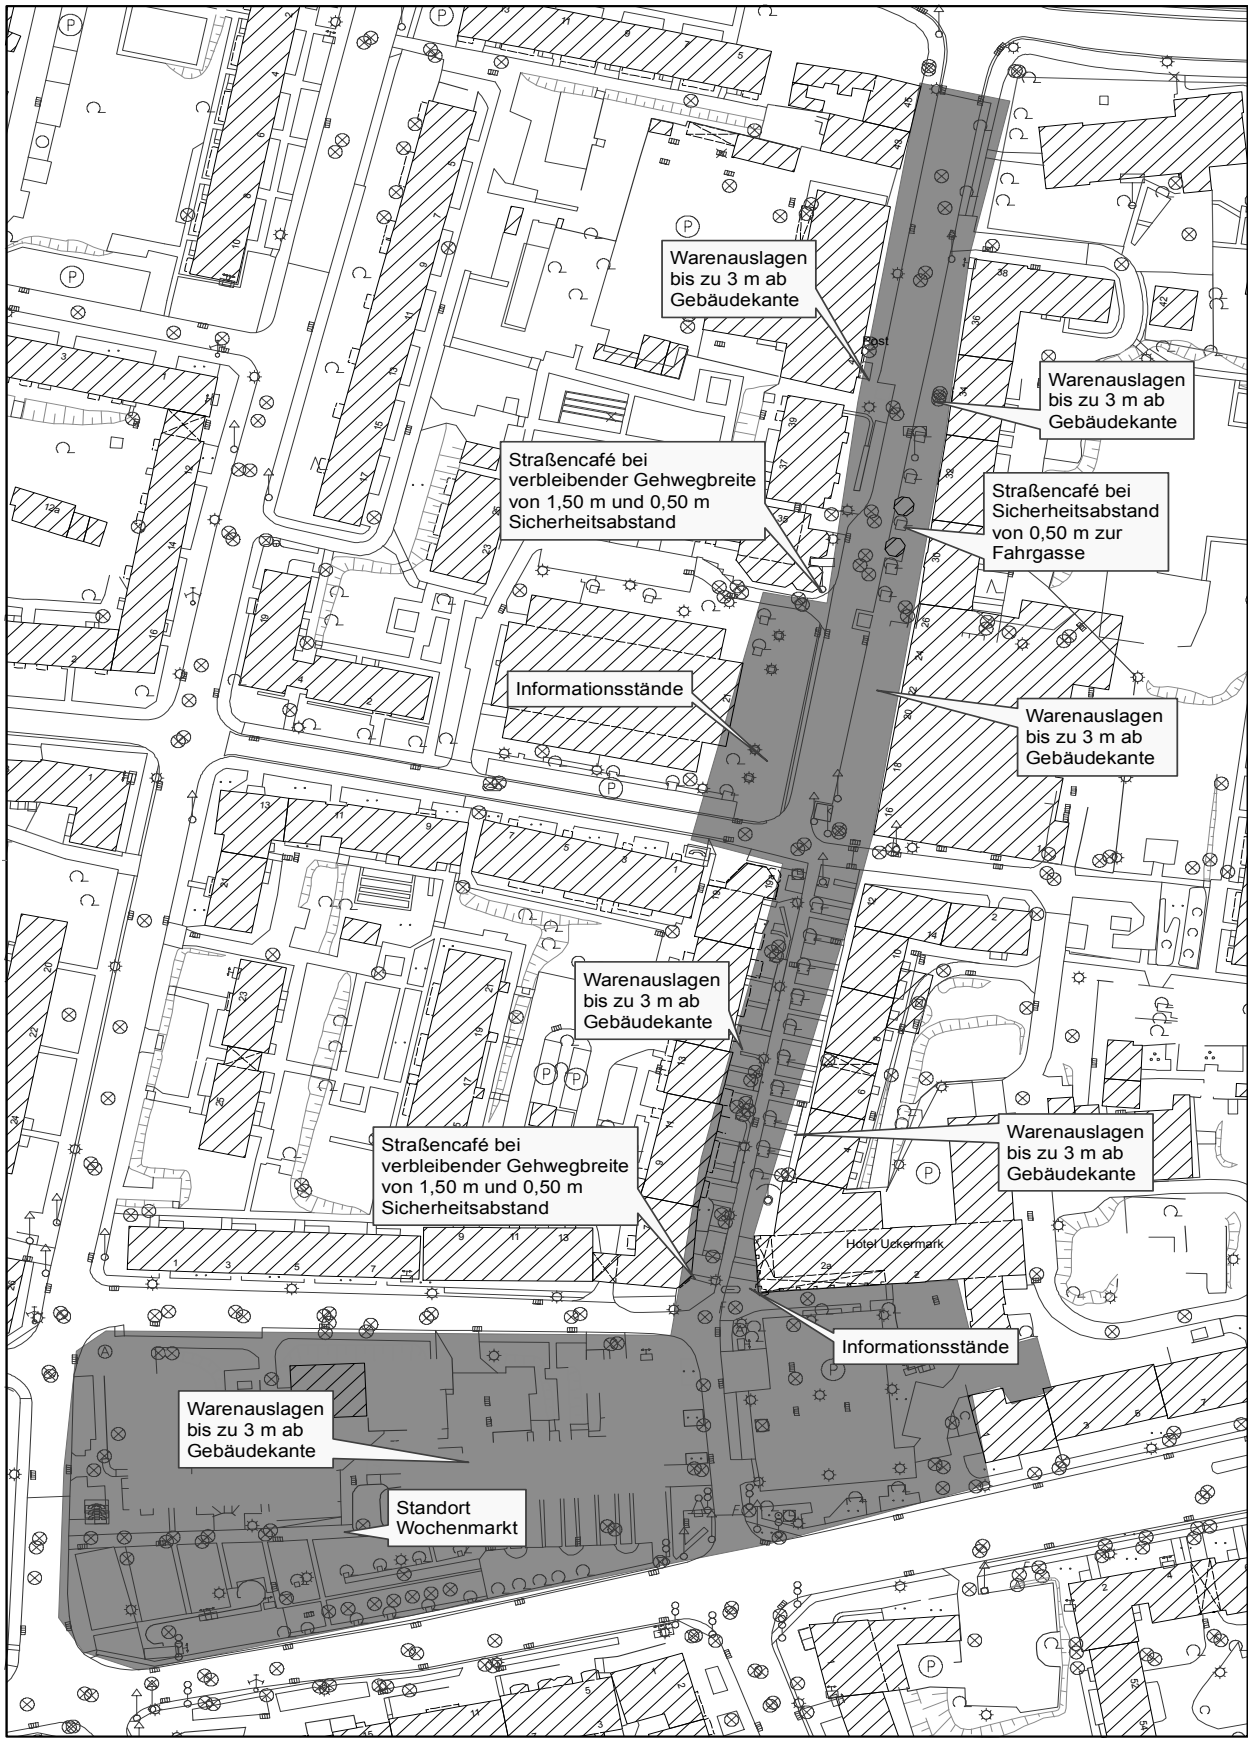 Warenauslagen
bis zu 3 m ab
Gebäudekante
Post
Warenauslagen
bis zu 3 m ab
Gebäudekante
Straßencafé bei
verbleibender Gehwegbreite
von 1,50 m und 0,50 m
Sicherheitsabstand
Straßencafé bei
Sicherheitsabstand
von 0,50 m zur
Fahrgasse
Informationsstände
Warenauslagen
bis zu 3 m ab
Gebäudekante
Warenauslagen
bis zu 3 m ab
Gebäudekante
Straßencafé bei
verbleibender Gehwegbreite
von 1,50 m und 0,50 m
Sicherheitsabstand
Warenauslagen
bis zu 3 m ab
Gebäudekante
Hotel Uckermark
Informationsstände
Warenauslagen
bis zu 3 m ab
Gebäudekante
Standort
Wochenmarkt